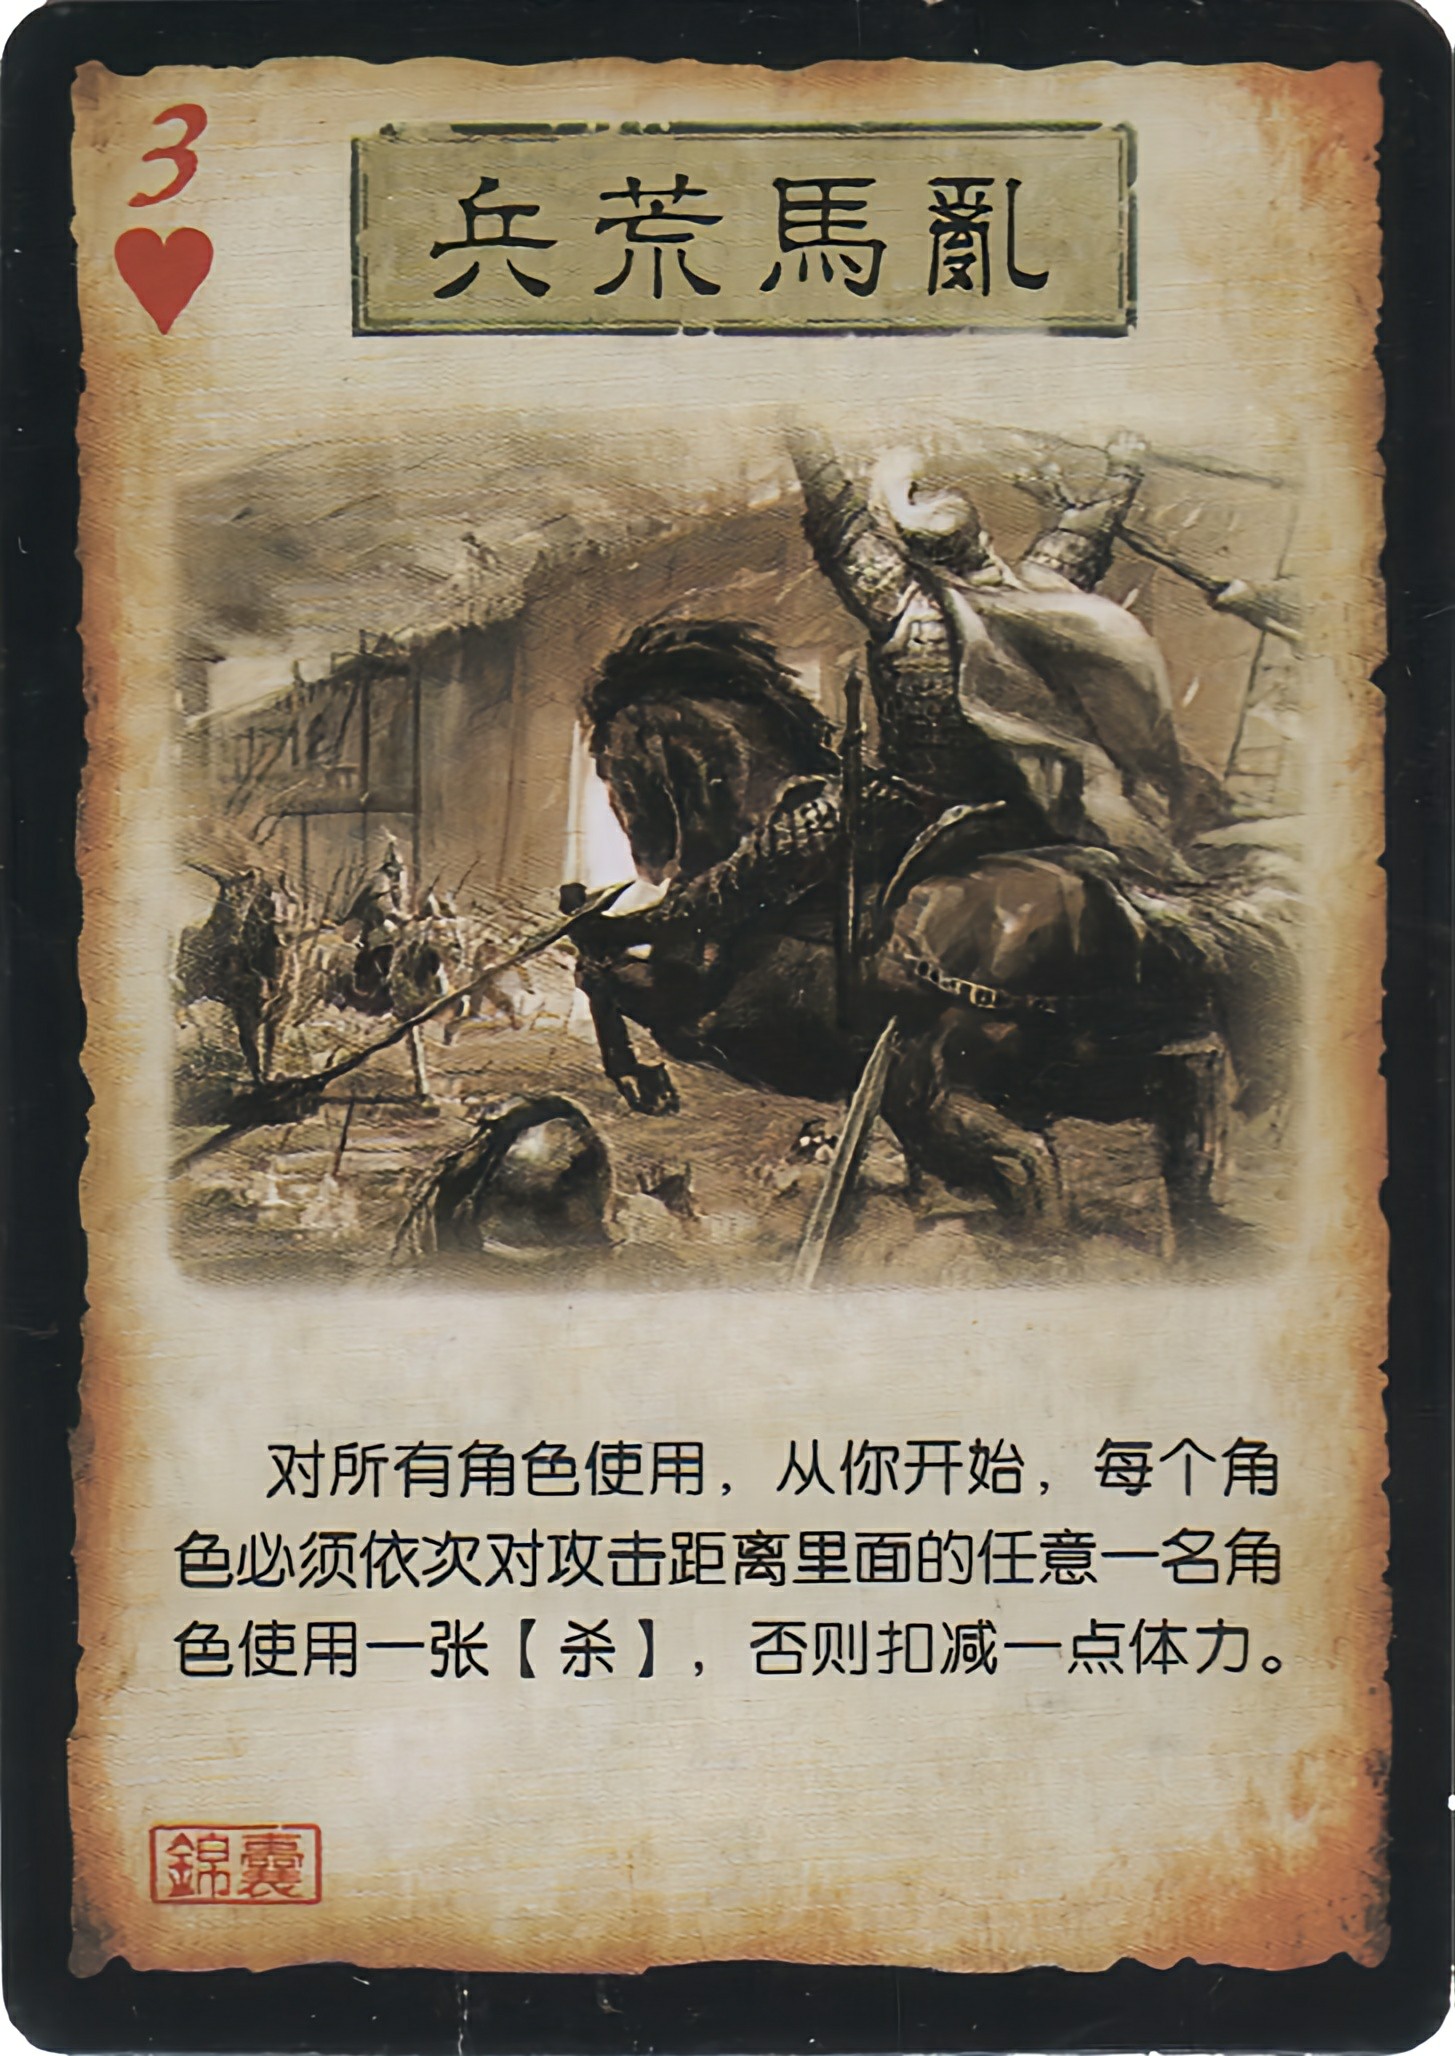 3
兵荒馬亂
对所有角色使用，从你开始，每个角
色必须依次对攻击距离里面的任意一名角
色使用一张【杀】，否则扣减一点体力。
錦囊